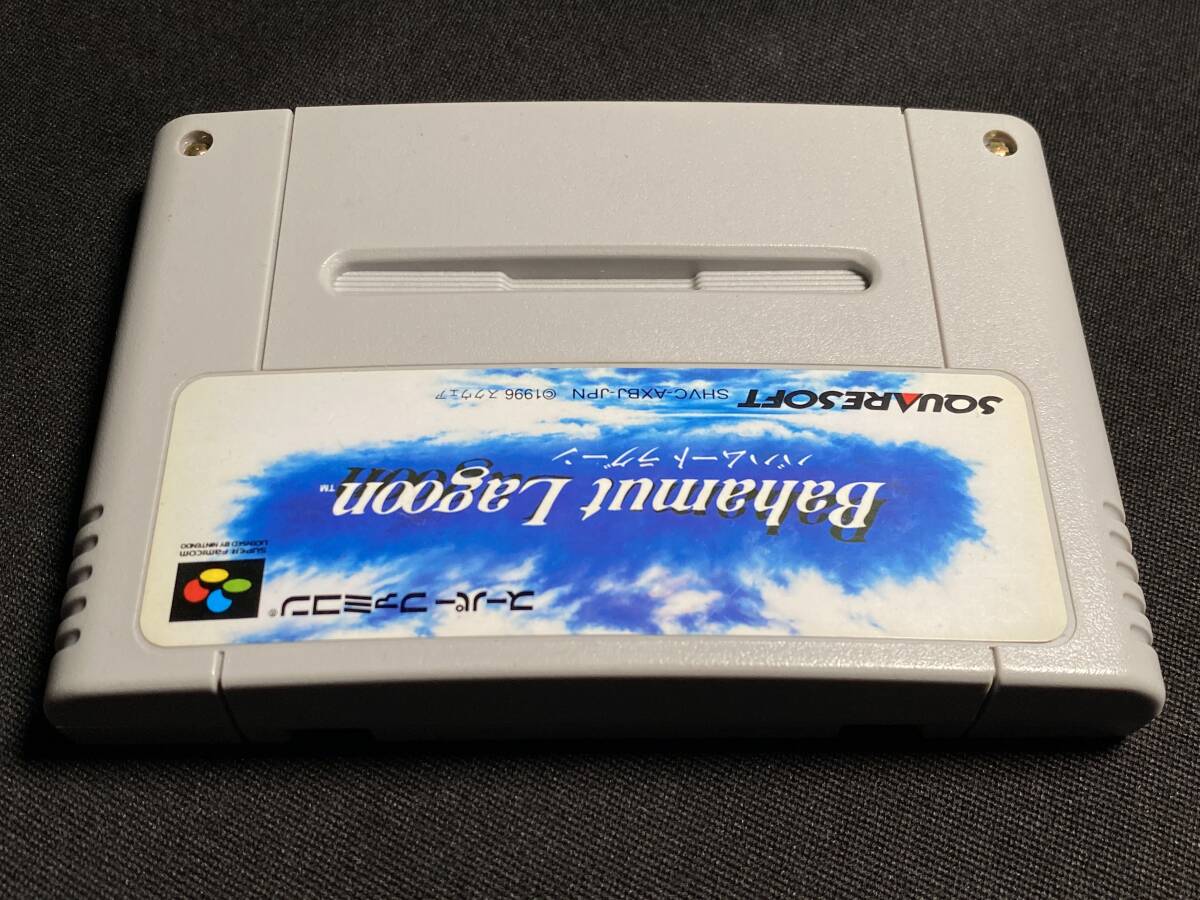 スーパーファミコン®
SUPER FAMICOM
LICENSED BY NINTENDO
Bahamut Lagoon™
バハムート ラグーン
SQUARESOFT
SHVC-AXBJ-JPN ©1996 スクウェア